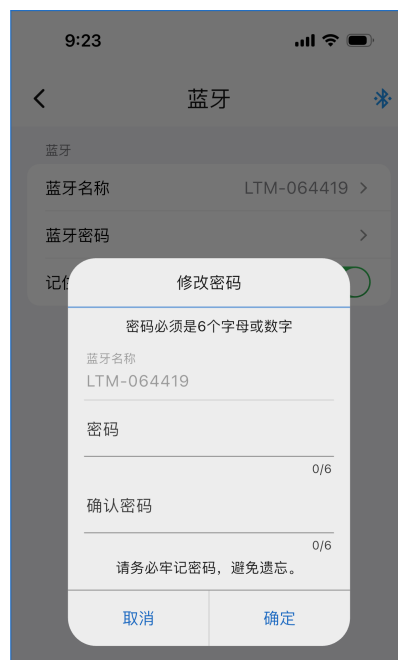 9:23
蓝牙
蓝牙
蓝牙名称 LTM-064419
蓝牙密码
记
修改密码
密码必须是6个字母或数字
蓝牙名称
LTM-064419
密码
0/6
确认密码
0/6
请务必牢记密码，避免遗忘。
取消 确定